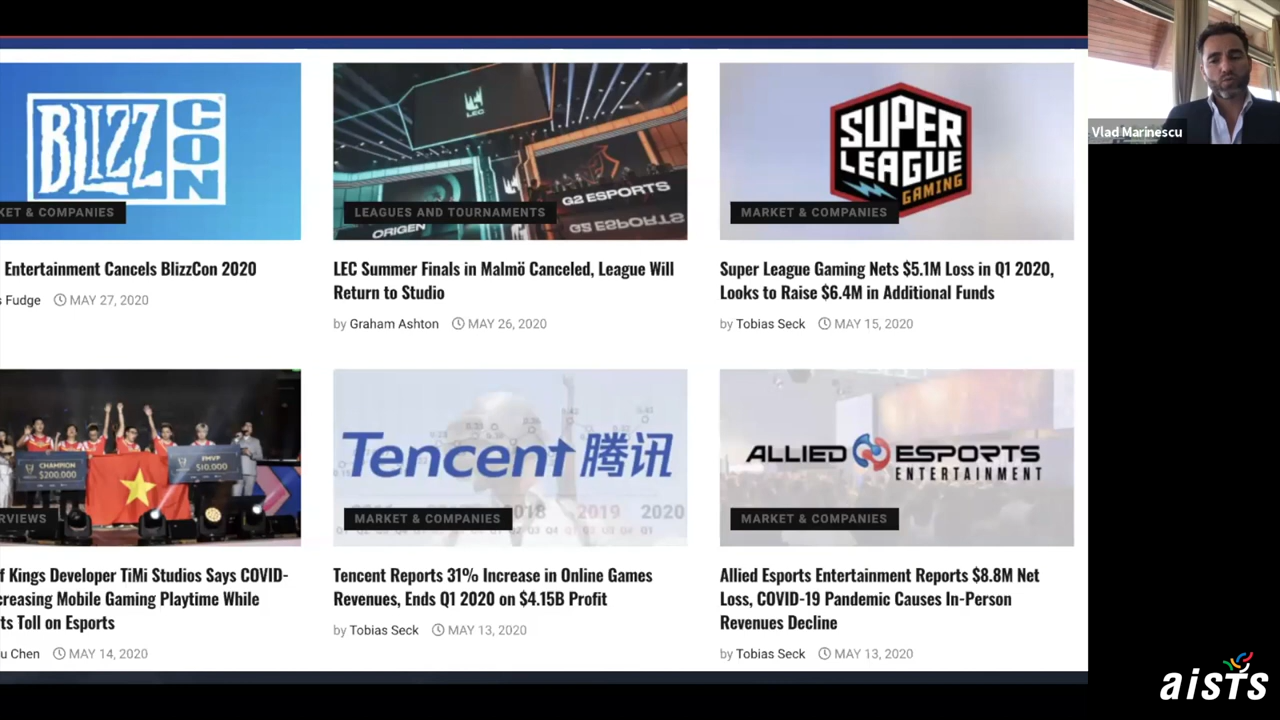 BLIZZ
CON
KET & COMPANIES
Entertainment Cancels BlizzCon 2020
s Fudge MAY 27, 2020
LEC
G2 ESPORTS
ORIGEN
LEAGUES AND TOURNAMENTS
LEC Summer Finals in Malmö Canceled, League Will
Return to Studio
by Graham Ashton MAY 26, 2020
SUPER
LEAGUE
GAMING
MARKET & COMPANIES
Super League Gaming Nets $5.1M Loss in Q1 2020,
Looks to Raise $6.4M in Additional Funds
by Tobias Seck MAY 15, 2020
Vlad Marinescu
CHAMPION
$200.000
FMVP
$10.000
RVIEWS
f Kings Developer TiMi Studios Says COVID-
creasing Mobile Gaming Playtime While
ts Toll on Esports
u Chen MAY 14, 2020
Tencent 腾讯
2018 2019 2020
MARKET & COMPANIES
Tencent Reports 31% Increase in Online Games
Revenues, Ends Q1 2020 on $4.15B Profit
by Tobias Seck MAY 13, 2020
ALLIED ESPORTS
ENTERTAINMENT
MARKET & COMPANIES
Allied Esports Entertainment Reports $8.8M Net
Loss, COVID-19 Pandemic Causes In-Person
Revenues Decline
by Tobias Seck MAY 13, 2020
aisTs